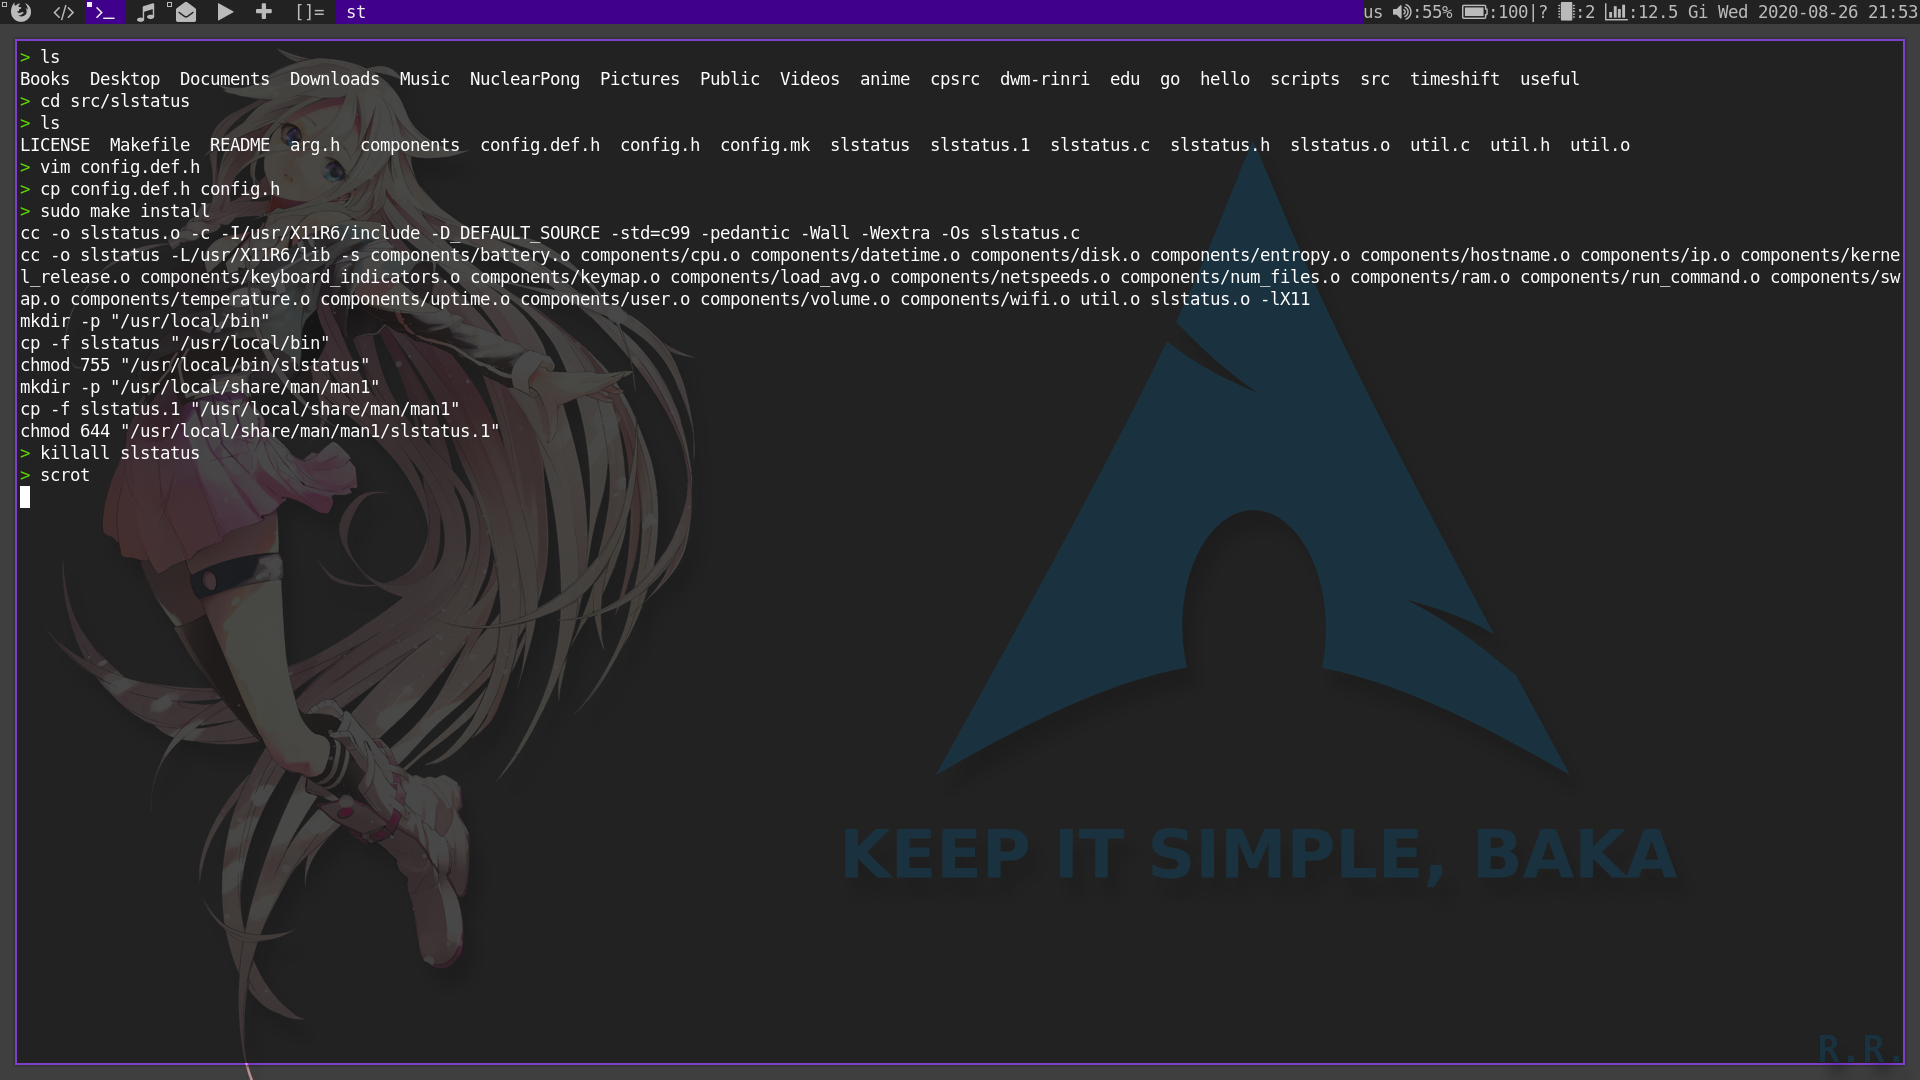 </> >_ []= st us :55% :100|? :2 :12.5 Gi Wed 2020-08-26 21:53
> ls
Books  Desktop  Documents  Downloads  Music  NuclearPong  Pictures  Public  Videos  anime  cpsrc  dwm-rinri  edu  go  hello  scripts  src  timeshift  useful
> cd src/slstatus
> ls
LICENSE  Makefile  README  arg.h  components  config.def.h  config.h  config.mk  slstatus  slstatus.1  slstatus.c  slstatus.h  slstatus.o  util.c  util.h  util.o
> vim config.def.h
> cp config.def.h config.h
> sudo make install
cc -o slstatus.o -c -I/usr/X11R6/include -D_DEFAULT_SOURCE -std=c99 -pedantic -Wall -Wextra -Os slstatus.c
cc -o slstatus -L/usr/X11R6/lib -s components/battery.o components/cpu.o components/datetime.o components/disk.o components/entropy.o components/hostname.o components/ip.o components/kerne
l_release.o components/keyboard_indicators.o components/keymap.o components/load_avg.o components/netspeeds.o components/num_files.o components/ram.o components/run_command.o components/sw
ap.o components/temperature.o components/uptime.o components/user.o components/volume.o components/wifi.o util.o slstatus.o -lX11
mkdir -p "/usr/local/bin"
cp -f slstatus "/usr/local/bin"
chmod 755 "/usr/local/bin/slstatus"
mkdir -p "/usr/local/share/man/man1"
cp -f slstatus.1 "/usr/local/share/man/man1"
chmod 644 "/usr/local/share/man/man1/slstatus.1"
> killall slstatus
> scrot
KEEP IT SIMPLE, BAKA
R.R.